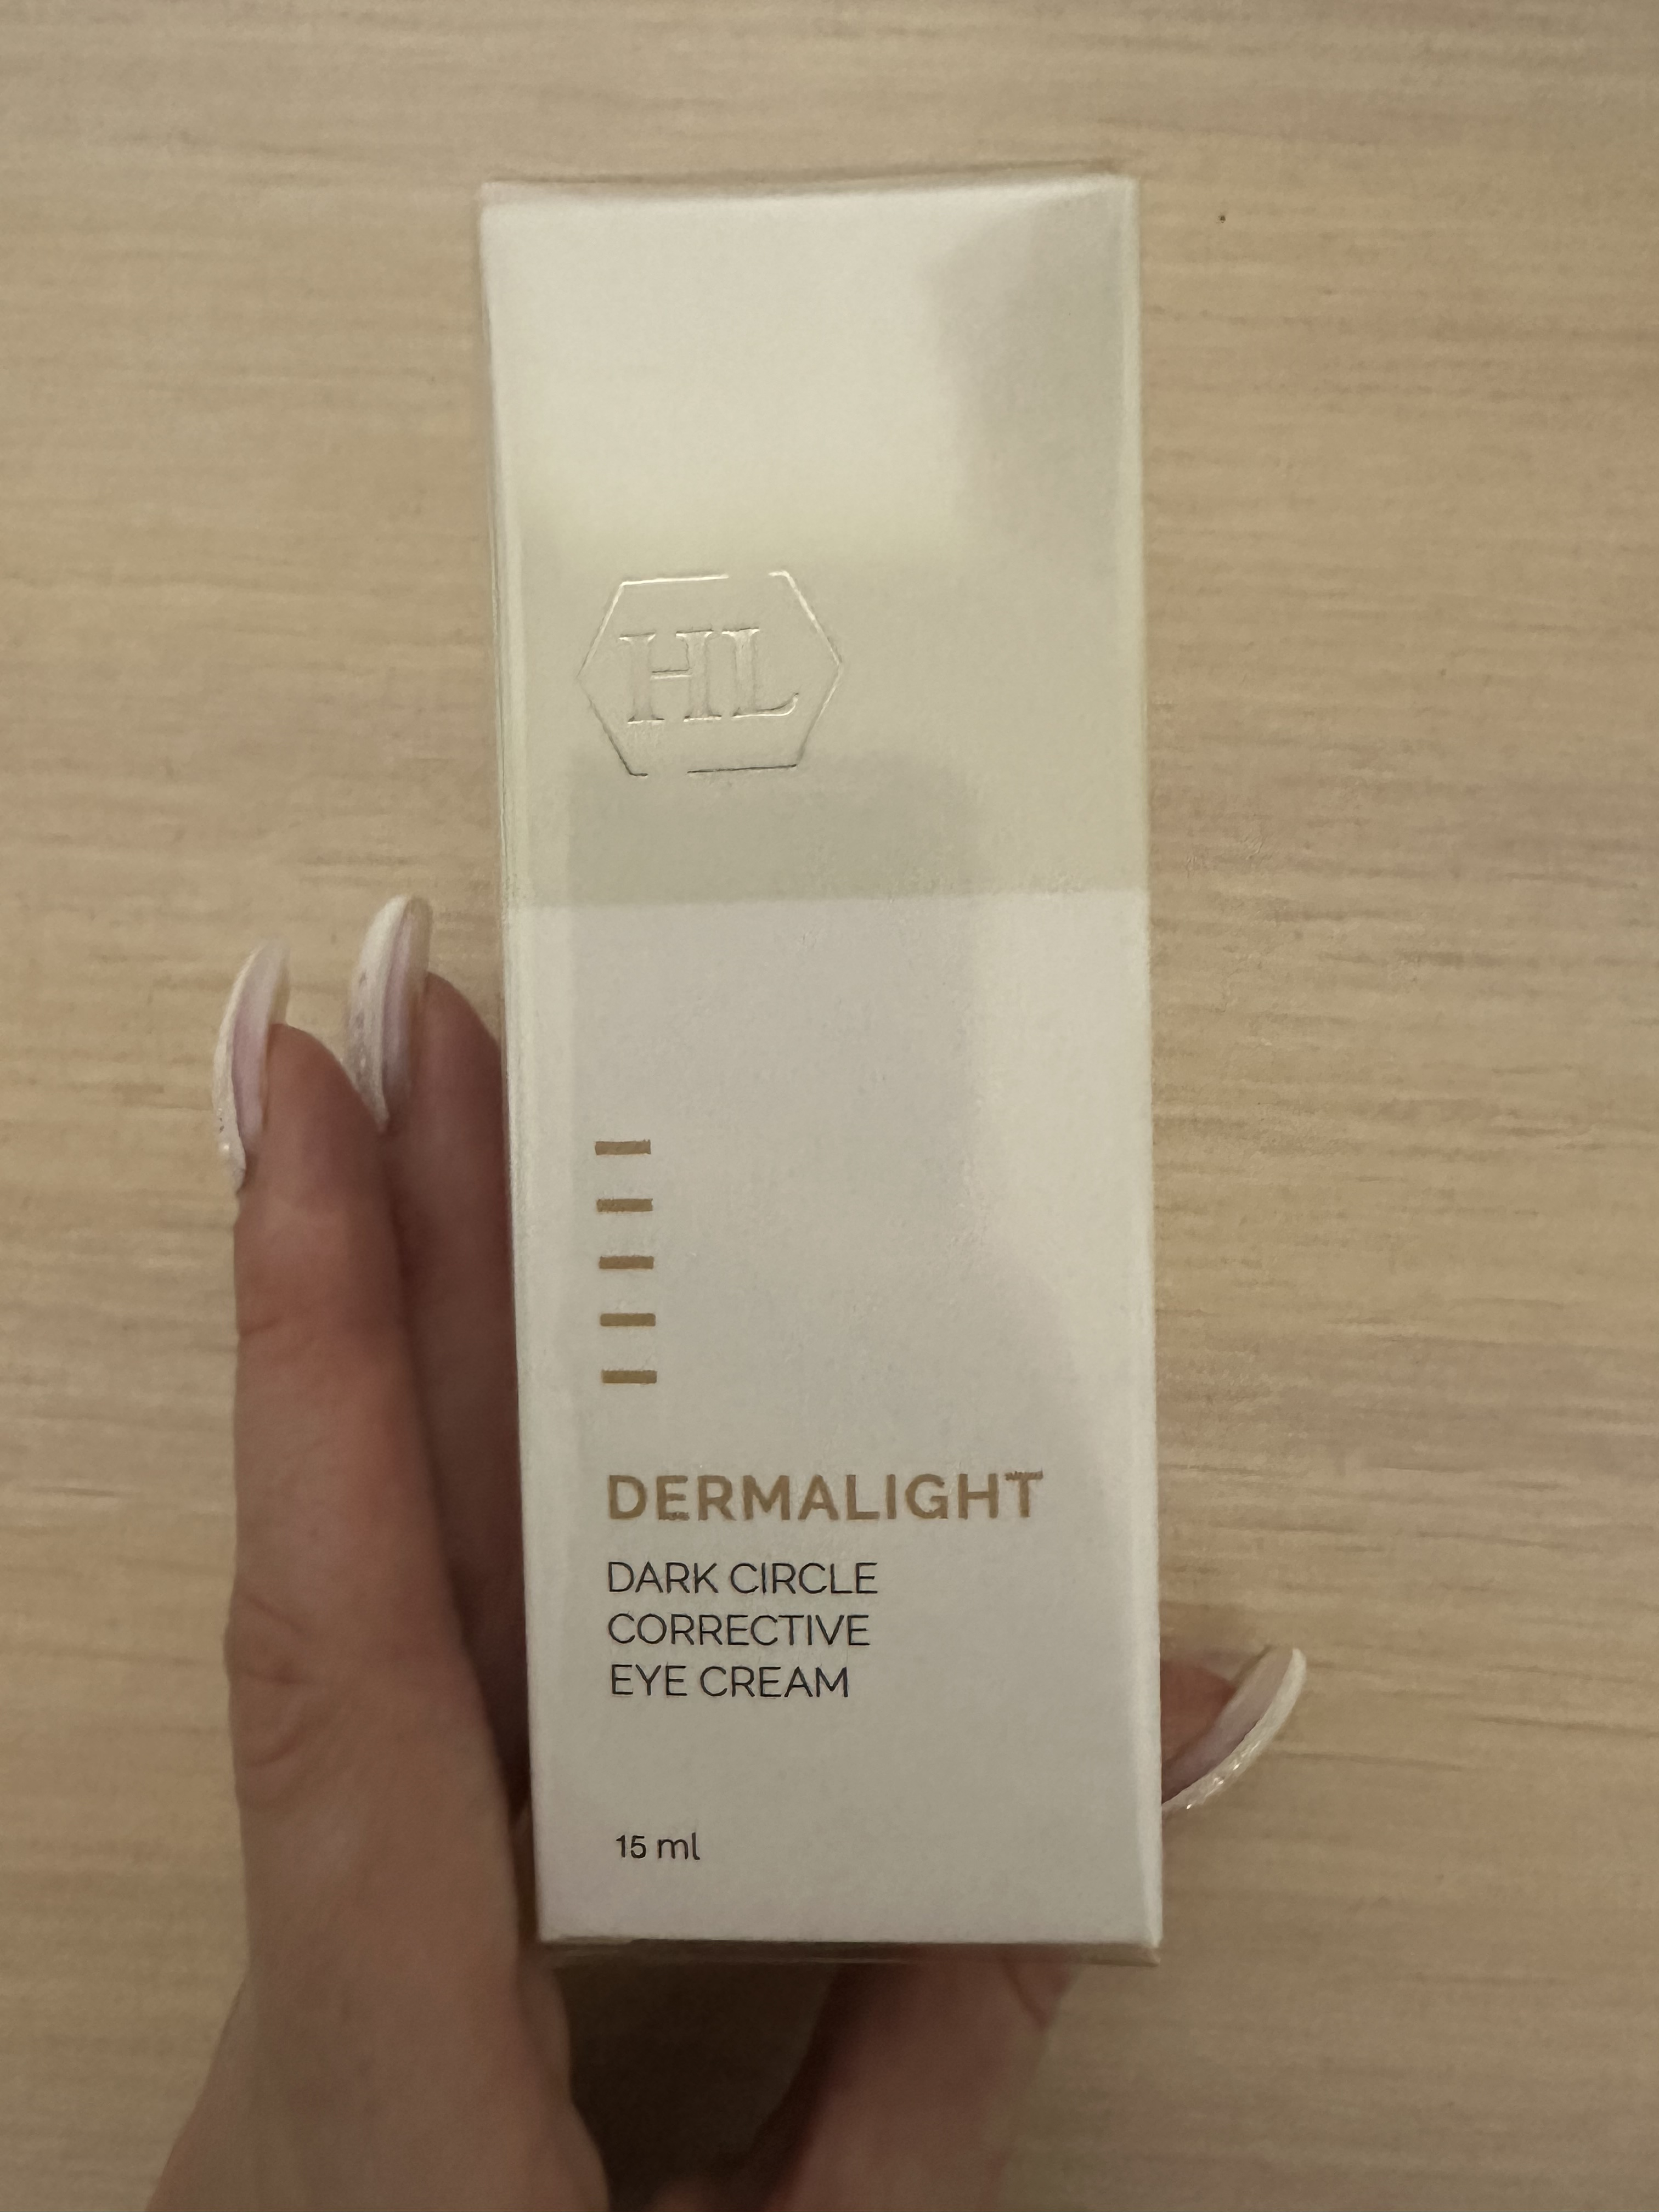 HL
DERMALIGHT
DARK CIRCLE
CORRECTIVE
EYE CREAM
15 ml